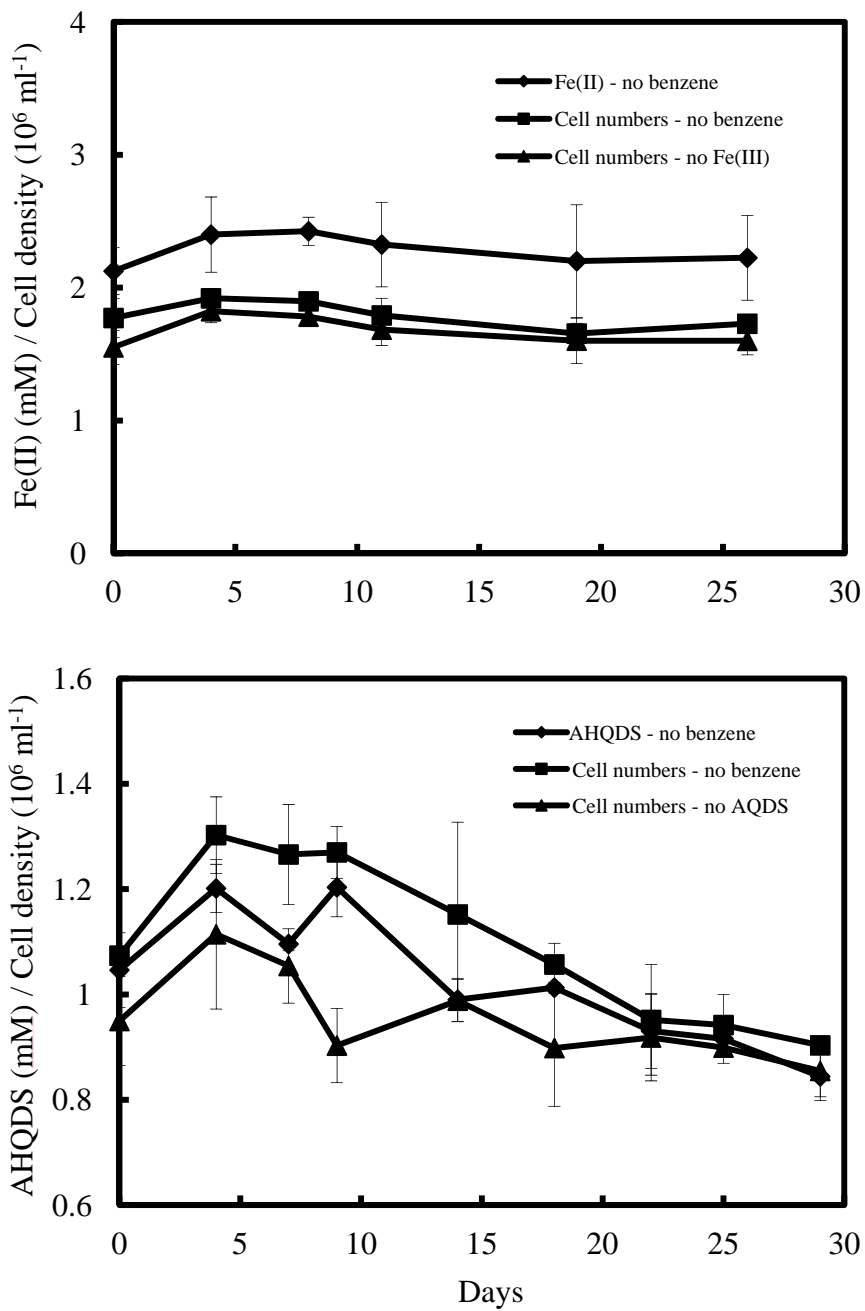 Fe(II) (mM) / Cell density (10⁶ ml⁻¹)
4
3
2
1
0
Fe(II) - no benzene
Cell numbers - no benzene
Cell numbers - no Fe(III)
0 5 10 15 20 25 30
AHQDS (mM) / Cell density (10⁶ ml⁻¹)
1.6
1.4
1.2
1
0.8
0.6
AHQDS - no benzene
Cell numbers - no benzene
Cell numbers - no AQDS
0 5 10 15 20 25 30
Days